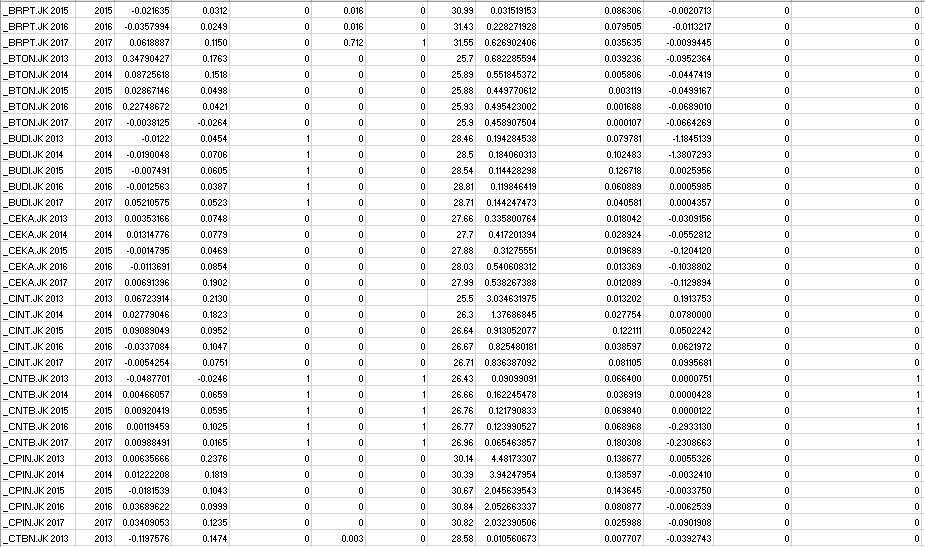 _BRPT.JK 2015 2015 -0.021635 0.0312 0 0.016 0 30.99 0.031519153 0.086306 -0.0020713 0 0
_BRPT.JK 2016 2016 -0.0357994 0.0249 0 0.016 0 31.43 0.228271928 0.079505 -0.0113217 0 0
_BRPT.JK 2017 2017 0.0618887 0.1150 0 0.712 1 31.55 0.626902406 0.035635 -0.0099445 0 0
_BTON.JK 2013 2013 0.34790427 0.1763 0 0 0 25.7 0.682285594 0.039236 -0.0952364 0 0
_BTON.JK 2014 2014 0.08725618 0.1518 0 0 0 25.89 0.551845372 0.005806 -0.0447419 0 0
_BTON.JK 2015 2015 0.02867146 0.0498 0 0 0 25.88 0.449770612 0.003119 -0.0499167 0 0
_BTON.JK 2016 2016 0.22748672 0.0421 0 0 0 25.93 0.495423002 0.001688 -0.0689010 0 0
_BTON.JK 2017 2017 -0.0038125 -0.0264 0 0 0 25.9 0.458907504 0.000107 -0.0664269 0 0
_BUDI.JK 2013 2013 -0.0122 0.0454 1 0 0 28.46 0.194284538 0.079781 -1.1845139 0 0
_BUDI.JK 2014 2014 -0.0190048 0.0706 1 0 0 28.5 0.184060313 0.102483 -1.3807293 0 0
_BUDI.JK 2015 2015 -0.007491 0.0605 1 0 0 28.54 0.114428298 0.126718 0.0025956 0 0
_BUDI.JK 2016 2016 -0.0012563 0.0387 1 0 0 28.81 0.119846419 0.060889 0.0005985 0 0
_BUDI.JK 2017 2017 0.05210575 0.0523 1 0 0 28.71 0.144247473 0.040581 0.0004357 0 0
_CEKA.JK 2013 2013 0.00353166 0.0748 0 0 0 27.66 0.335800764 0.018042 -0.0309156 0 0
_CEKA.JK 2014 2014 0.01314776 0.0779 0 0 0 27.7 0.417201394 0.028924 -0.0552812 0 0
_CEKA.JK 2015 2015 -0.0014795 0.0469 0 0 0 27.88 0.31275551 0.019689 -0.1204120 0 0
_CEKA.JK 2016 2016 -0.0113691 0.0854 0 0 0 28.03 0.540608312 0.013369 -0.1038802 0 0
_CEKA.JK 2017 2017 0.00691396 0.1902 0 0 0 27.99 0.538267388 0.012089 -0.1129894 0 0
_CINT.JK 2013 2013 0.06723914 0.2130 0 0 0 25.5 3.034631975 0.013202 0.1913753 0 0
_CINT.JK 2014 2014 0.02779046 0.1823 0 0 0 26.3 1.37686845 0.027754 0.0780000 0 0
_CINT.JK 2015 2015 0.09089049 0.0952 0 0 0 26.64 0.913052077 0.122111 0.0502242 0 0
_CINT.JK 2016 2016 -0.0337084 0.1047 0 0 0 26.67 0.825480181 0.038597 0.0621972 0 0
_CINT.JK 2017 2017 -0.0054254 0.0751 0 0 0 26.71 0.836387092 0.081105 0.0995681 0 0
_CNTB.JK 2013 2013 -0.0487701 -0.0246 1 0 1 26.43 0.09099091 0.066400 0.0000751 0 1
_CNTB.JK 2014 2014 0.00466057 0.0659 1 0 1 26.66 0.162245478 0.036919 0.0000428 0 1
_CNTB.JK 2015 2015 0.00920419 0.0595 1 0 1 26.76 0.121790833 0.069840 0.0000122 0 1
_CNTB.JK 2016 2016 0.00119459 0.1025 1 0 1 26.77 0.123990527 0.068968 -0.2933130 0 1
_CNTB.JK 2017 2017 0.00988491 0.0165 1 0 1 26.96 0.065463857 0.180308 -0.2308663 0 1
_CPIN.JK 2013 2013 0.00635666 0.2376 0 0 0 30.14 4.48173307 0.138677 0.0055326 0 0
_CPIN.JK 2014 2014 0.01222208 0.1819 0 0 0 30.39 3.94247954 0.138597 -0.0032410 0 0
_CPIN.JK 2015 2015 -0.0181539 0.1043 0 0 0 30.67 2.045639543 0.143645 -0.0033750 0 0
_CPIN.JK 2016 2016 0.03689622 0.0999 0 0 0 30.84 2.052663337 0.080877 -0.0062539 0 0
_CPIN.JK 2017 2017 0.03409053 0.1235 0 0 0 30.82 2.032390506 0.025988 -0.0901908 0 0
_CTBN.JK 2013 2013 -0.1197576 0.1474 0 0.003 0 28.58 0.010560673 0.007707 -0.0392743 0 0